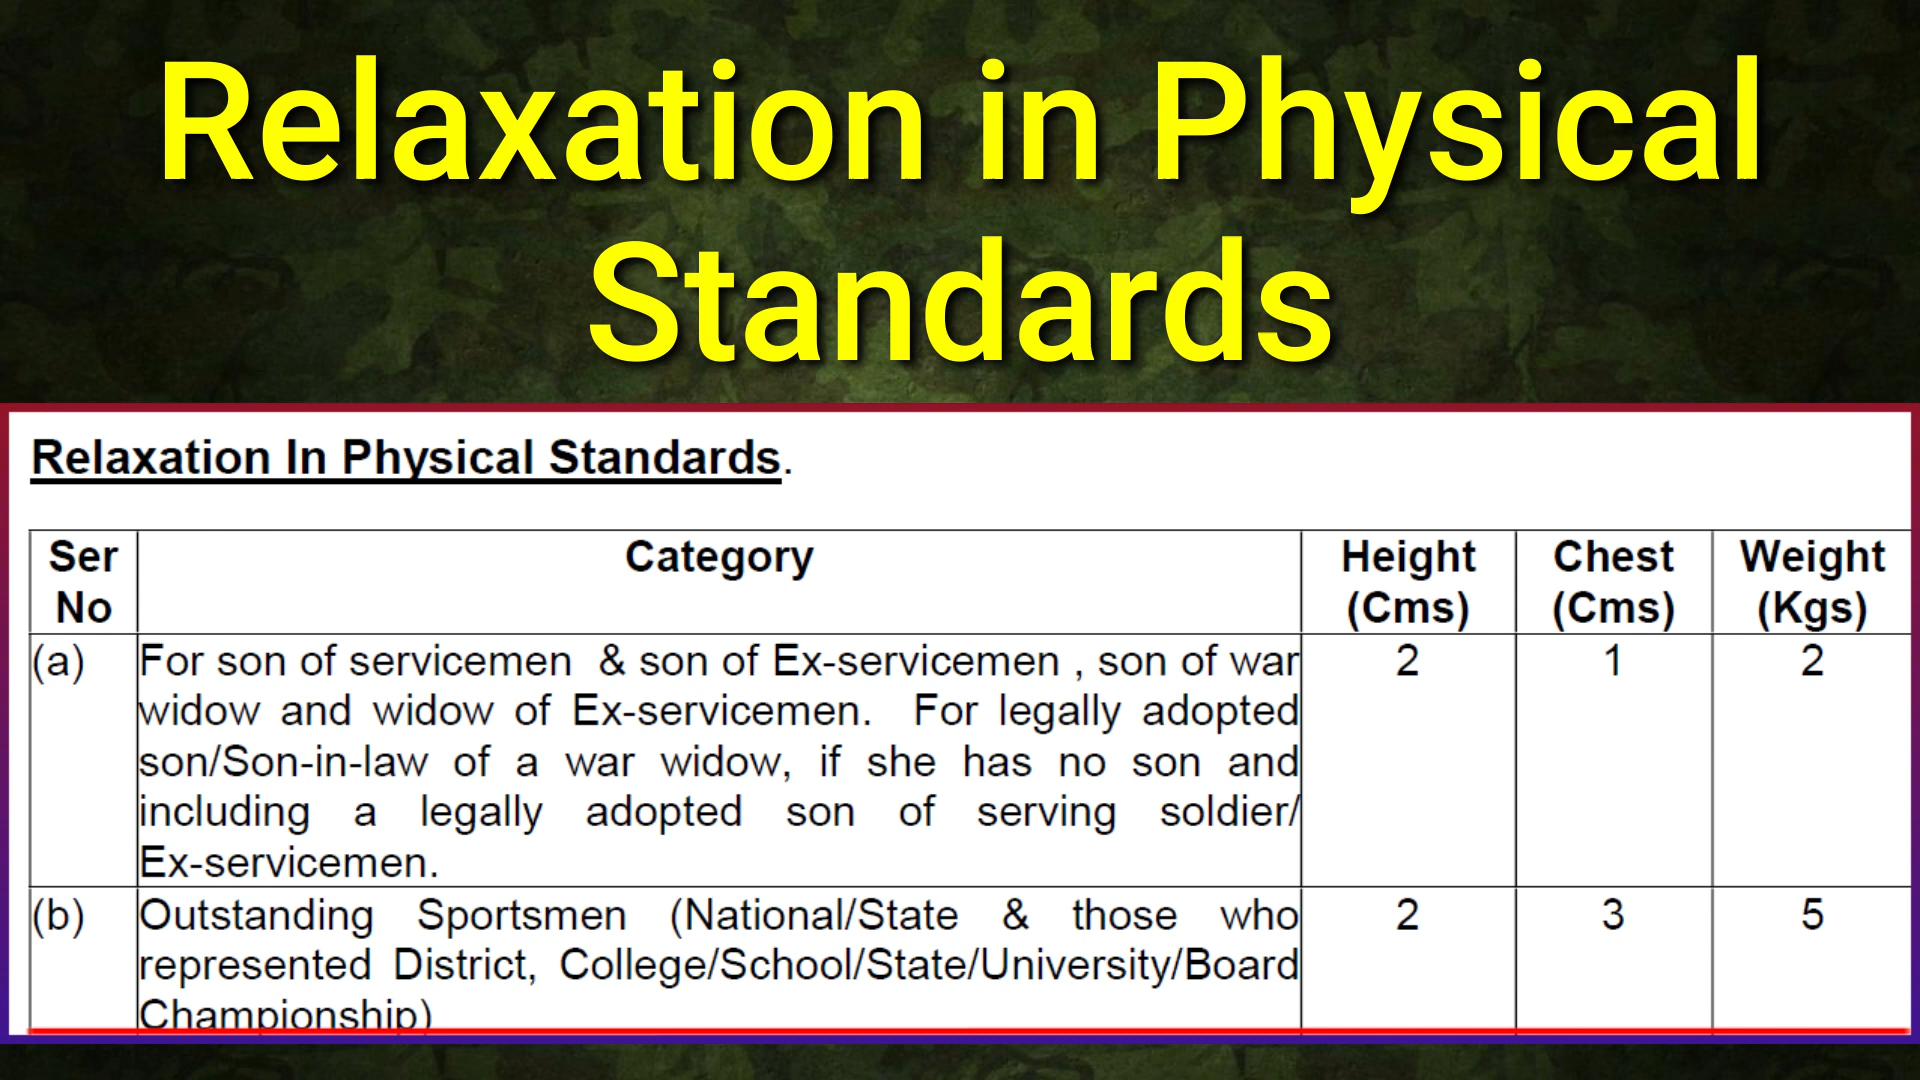 Relaxation in Physical
Standards
Relaxation In Physical Standards.
Ser No Category Height (Cms) Chest (Cms) Weight (Kgs)
(a) For son of servicemen & son of Ex-servicemen , son of war 2 1 2
widow and widow of Ex-servicemen. For legally adopted
son/Son-in-law of a war widow, if she has no son and
including a legally adopted son of serving soldier/
Ex-servicemen.
(b) Outstanding Sportsmen (National/State & those who 2 3 5
represented District, College/School/State/University/Board
Championship)